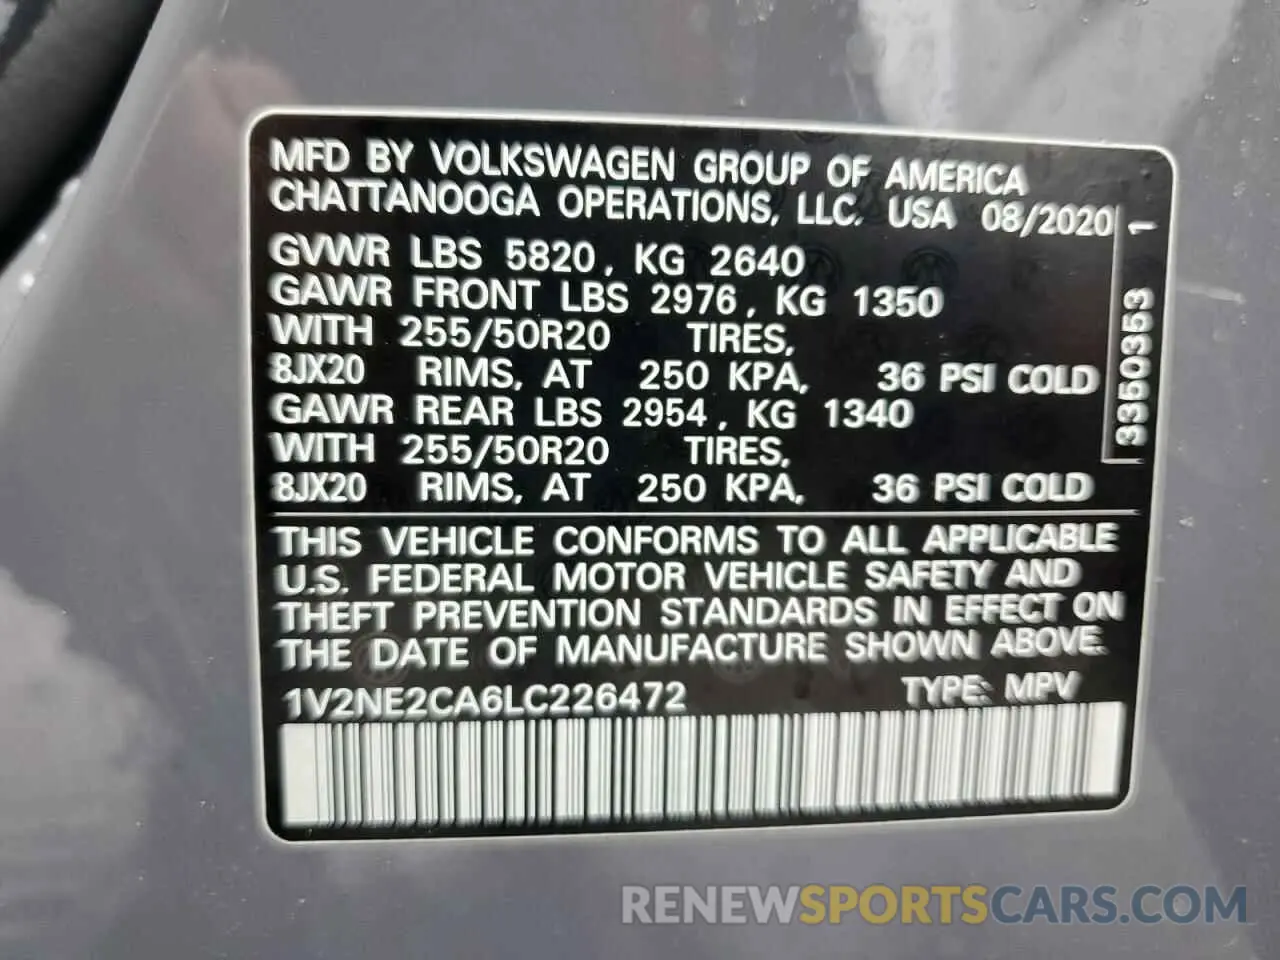 MFD BY VOLKSWAGEN GROUP OF AMERICA
CHATTANOOGA OPERATIONS, LLC. USA 08/2020
GVWR LBS 5820, KG 2640
GAWR FRONT LBS 2976, KG 1350
WITH 255/50R20 TIRES,
8JX20 RIMS, AT 250 KPA, 36 PSI COLD
GAWR REAR LBS 2954, KG 1340
WITH 255/50R20 TIRES,
8JX20 RIMS, AT 250 KPA, 36 PSI COLD
3350353 1
THIS VEHICLE CONFORMS TO ALL APPLICABLE
U.S. FEDERAL MOTOR VEHICLE SAFETY AND
THEFT PREVENTION STANDARDS IN EFFECT ON
THE DATE OF MANUFACTURE SHOWN ABOVE.
1V2NE2CA6LC226472 TYPE: MPV
RENEWSPORTSCARS.COM